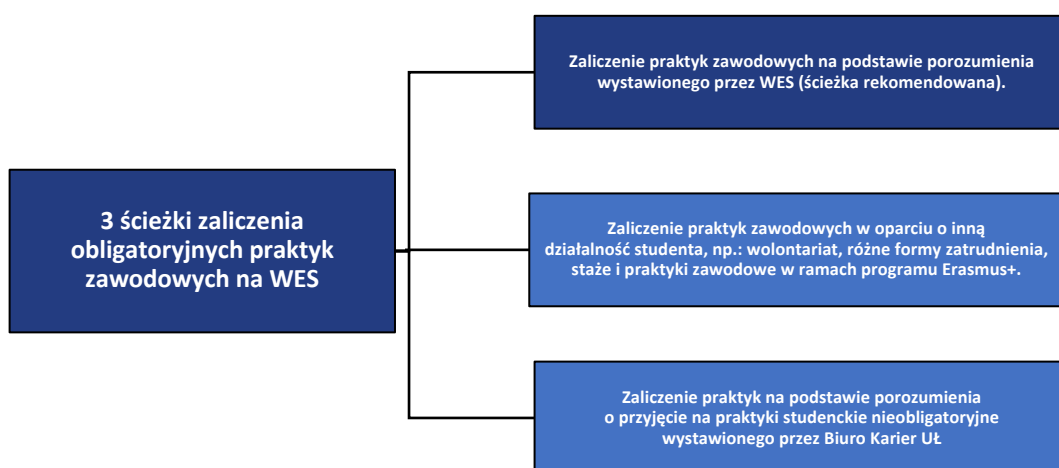 Zaliczenie praktyk zawodowych na podstawie porozumienia
wystawionego przez WES (ścieżka rekomendowana).
3 ścieżki zaliczenia
obligatoryjnych praktyk
zawodowych na WES
Zaliczenie praktyk zawodowych w oparciu o inną
działalność studenta, np.: wolontariat, różne formy zatrudnienia,
staże i praktyki zawodowe w ramach programu Erasmus+.
Zaliczenie praktyk na podstawie porozumienia
o przyjęcie na praktyki studenckie nieobligatoryjne
wystawionego przez Biuro Karier UŁ